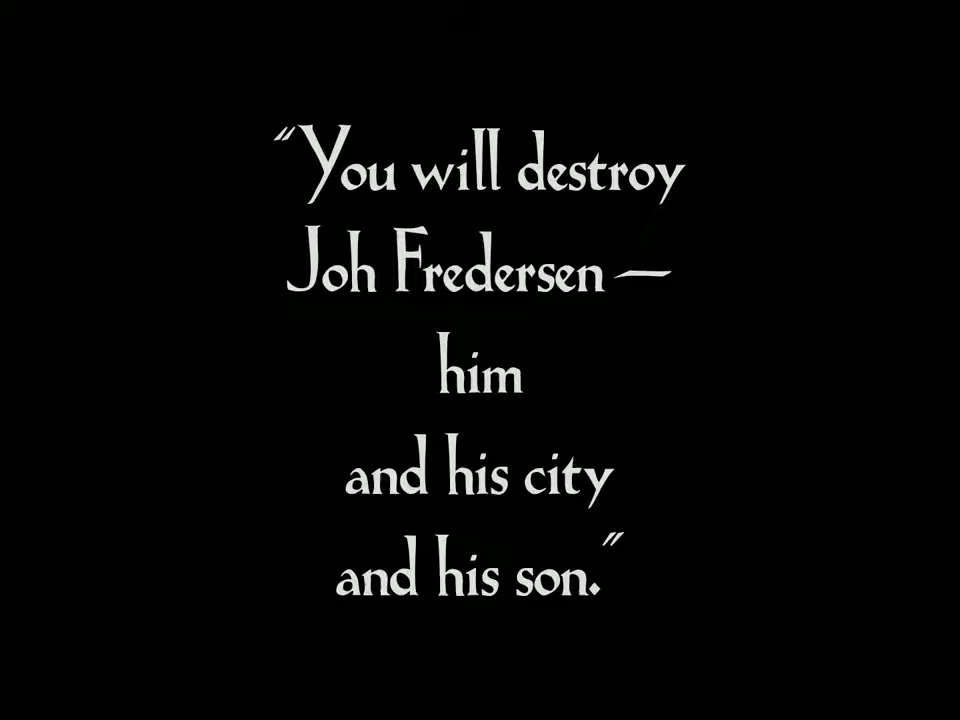 “You will destroy
Joh Fredersen —
him
and his city
and his son.”